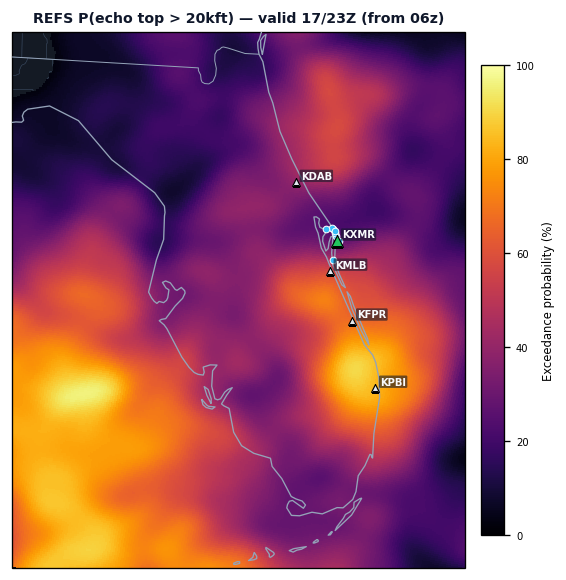 REFS P(echo top > 20kft) — valid 17/23Z (from 06z)
KDAB
KXMR
KMLB
KFPR
KPBI
100
80
60
40
20
0
Exceedance probability (%)